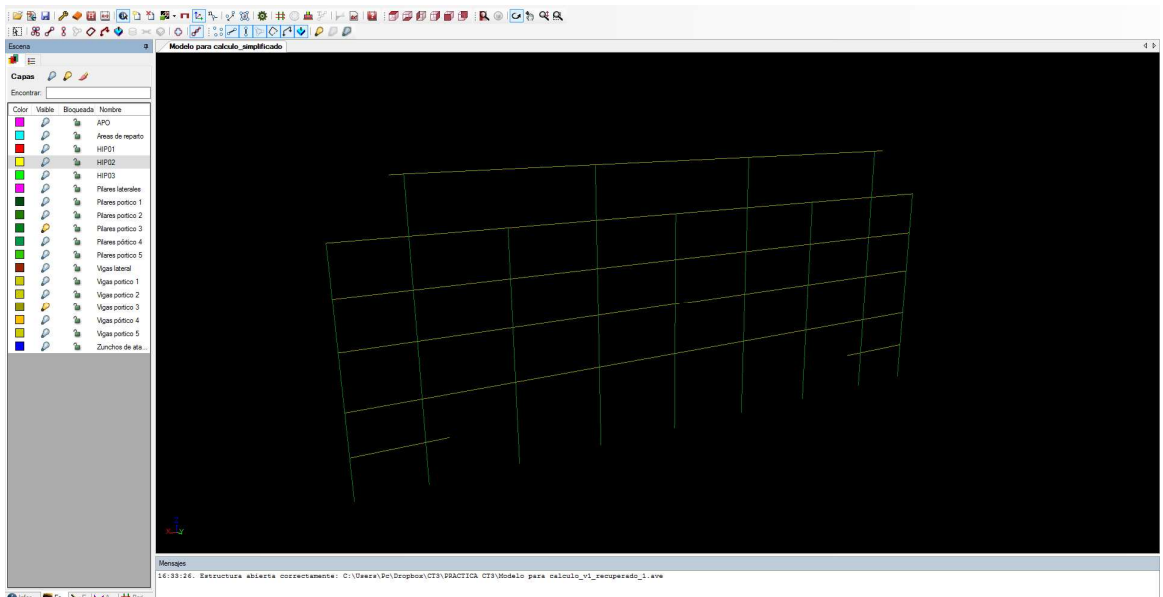 Escena
Modelo para calculo_simplificado
Capas
Encontrar:
Color Visible Bloqueada Nombre
APO
Areas de reparto
HIP01
HIP02
HIP03
Pilares laterales
Pilares portico 1
Pilares portico 2
Pilares portico 3
Pilares pórtico 4
Pilares portico 5
Vigas lateral
Vigas portico 1
Vigas portico 2
Vigas portico 3
Vigas pórtico 4
Vigas portico 5
Zunchos de ata...
Mensajes
16:33:26. Estructura abierta correctamente: C:\Users\Pc\Dropbox\CT3\PRACTICA CT3\Modelo para calculo_v1_recuperado_1.ave